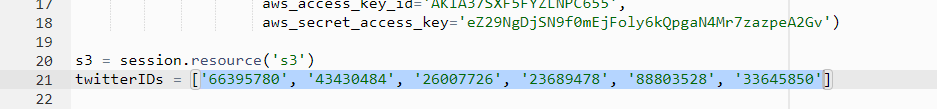 17 aws_access_key_id='AKIA37SXF5FYZLNPC655',
18 aws_secret_access_key='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')
19
20 s3 = session.resource('s3')
21 twitterIDs = ['66395780', '43430484', '26007726', '23689478', '88803528', '33645850']
22